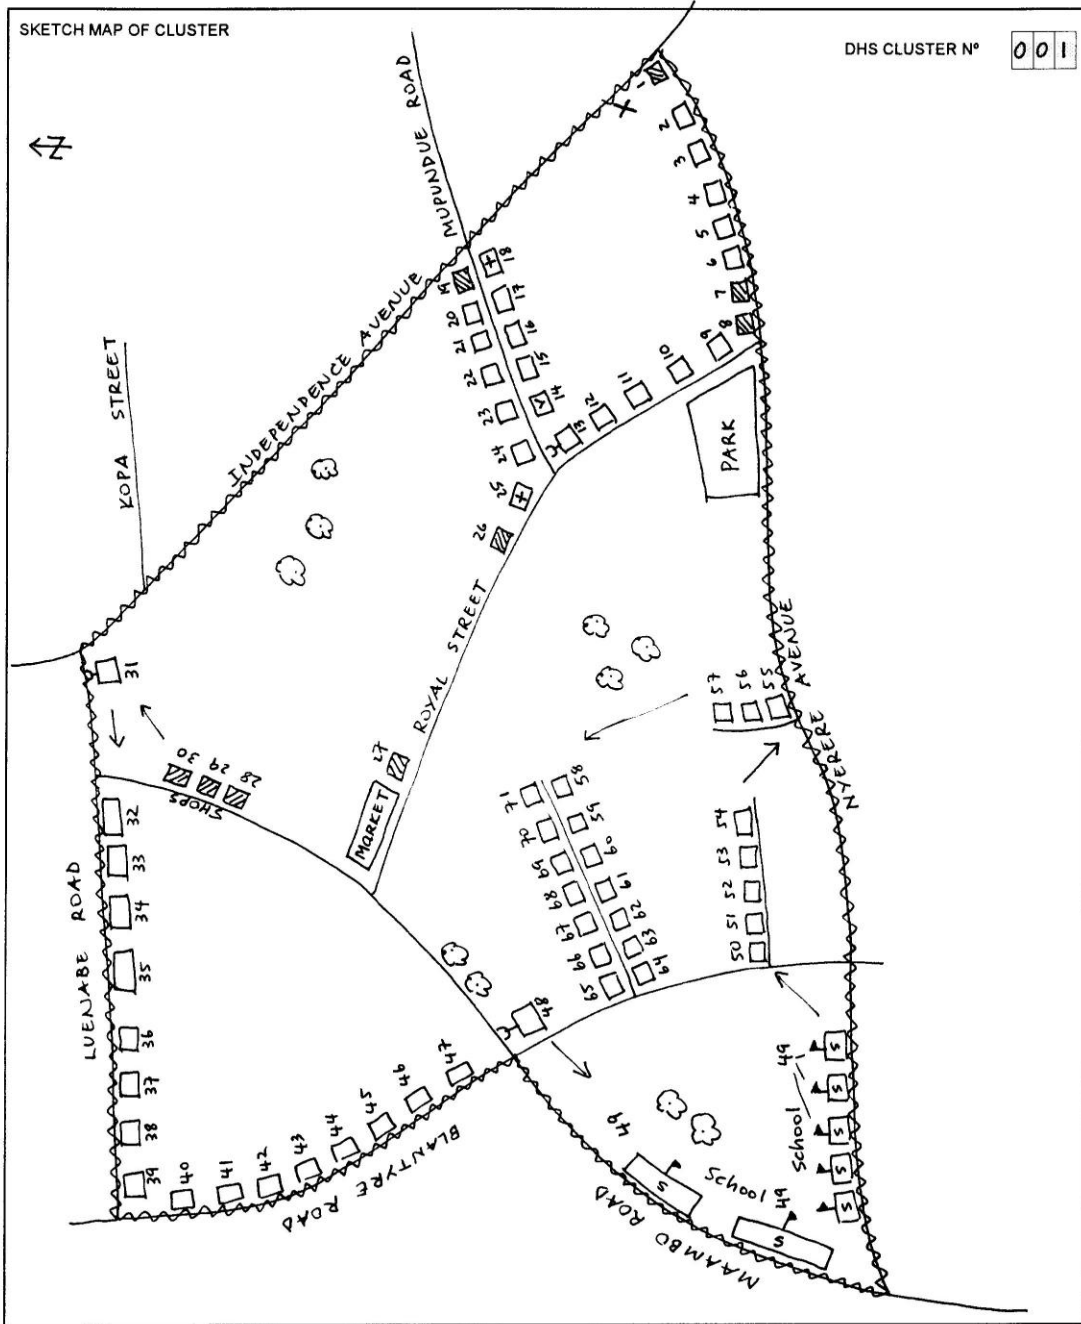 SKETCH MAP OF CLUSTER
DHS CLUSTER Nº
0 0 1
N
X
MUPUNDUE ROAD
INDEPENDENCE AVENUE
KOPA STREET
1
2
3
4
5
6
7
8
9
10
11
12
13
14
V
15
16
17
18
+
19
20
21
22
23
24
25
+
26
PARK
ROYAL STREET
27
MARKET
SHOPS
28
29
30
31
LUENABE ROAD
32
33
34
35
36
37
38
39
40
41
42
43
44
45
46
47
BLANTYRE ROAD
48
NYERERE AVENUE
57
56
55
54
53
52
51
50
71
70
69
68
67
66
65
58
59
60
61
62
63
64
49
School
S
S
S
S
S
49
School
S
49
S
MAAMBO ROAD